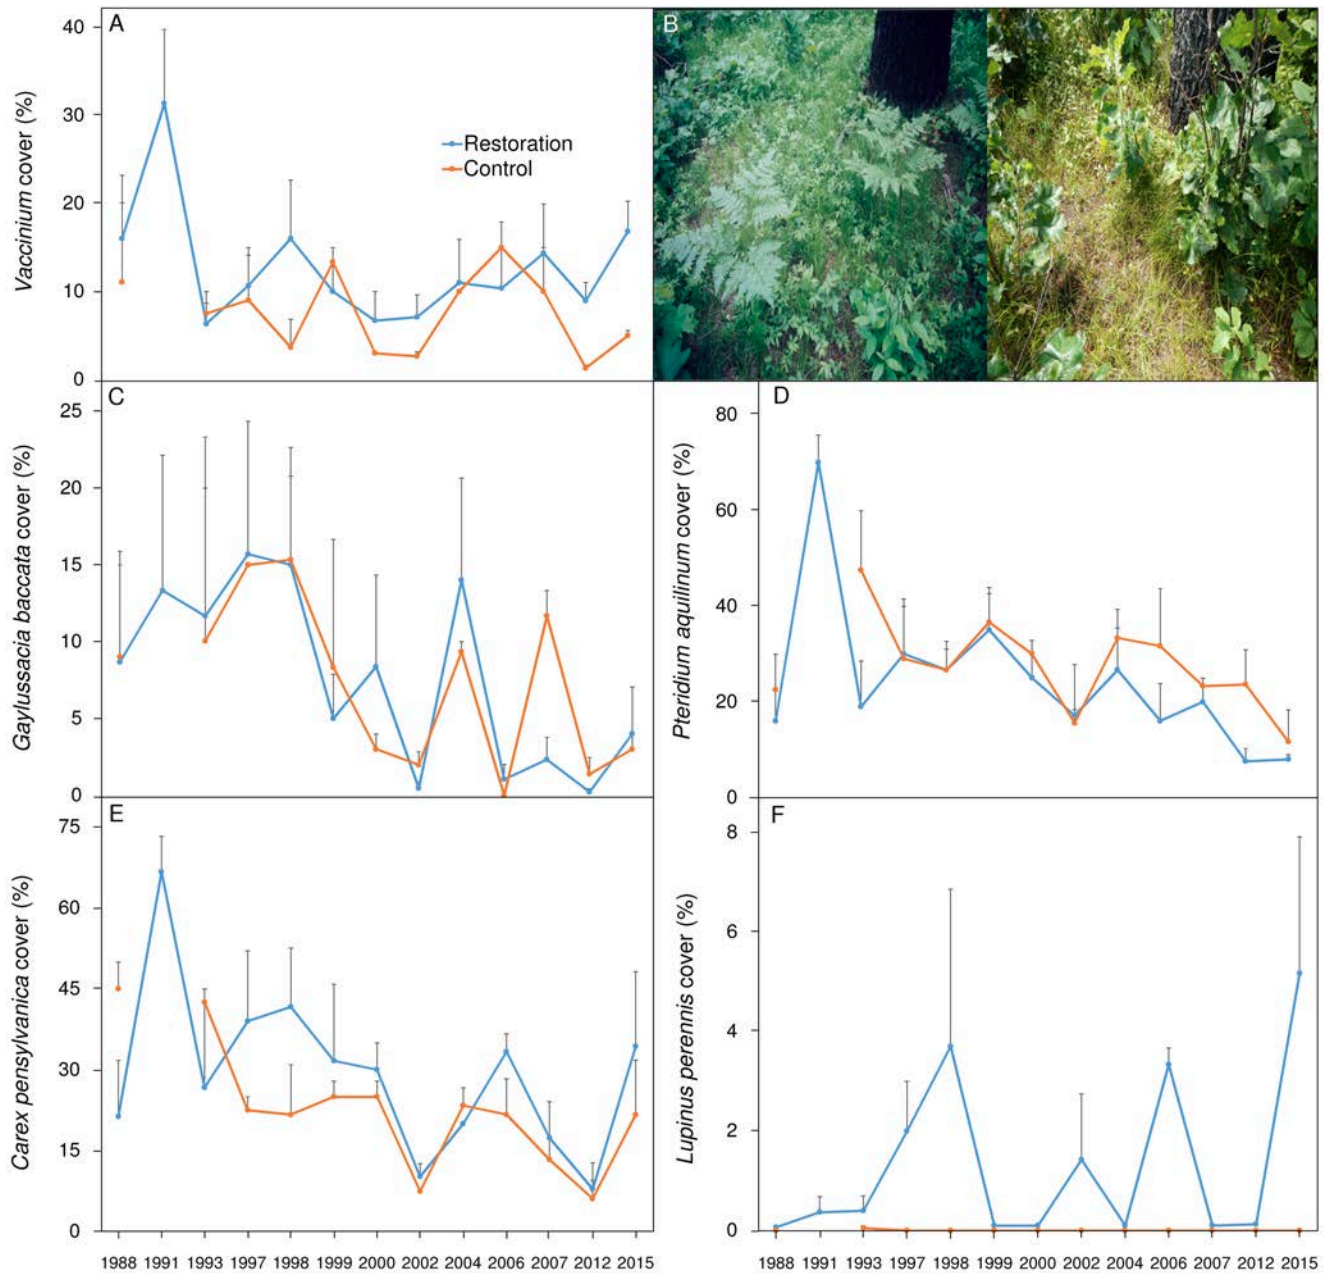 A
Vaccinium cover (%)
40
30
20
10
0
Restoration
Control
B
C
Gaylussacia baccata cover (%)
25
20
15
10
5
0
D
Pteridium aquilinum cover (%)
80
60
40
20
0
E
Carex pensylvanica cover (%)
75
60
45
30
15
0
1988 1991 1993 1997 1998 1999 2000 2002 2004 2006 2007 2012 2015
F
Lupinus perennis cover (%)
8
6
4
2
0
1988 1991 1993 1997 1998 1999 2000 2002 2004 2006 2007 2012 2015